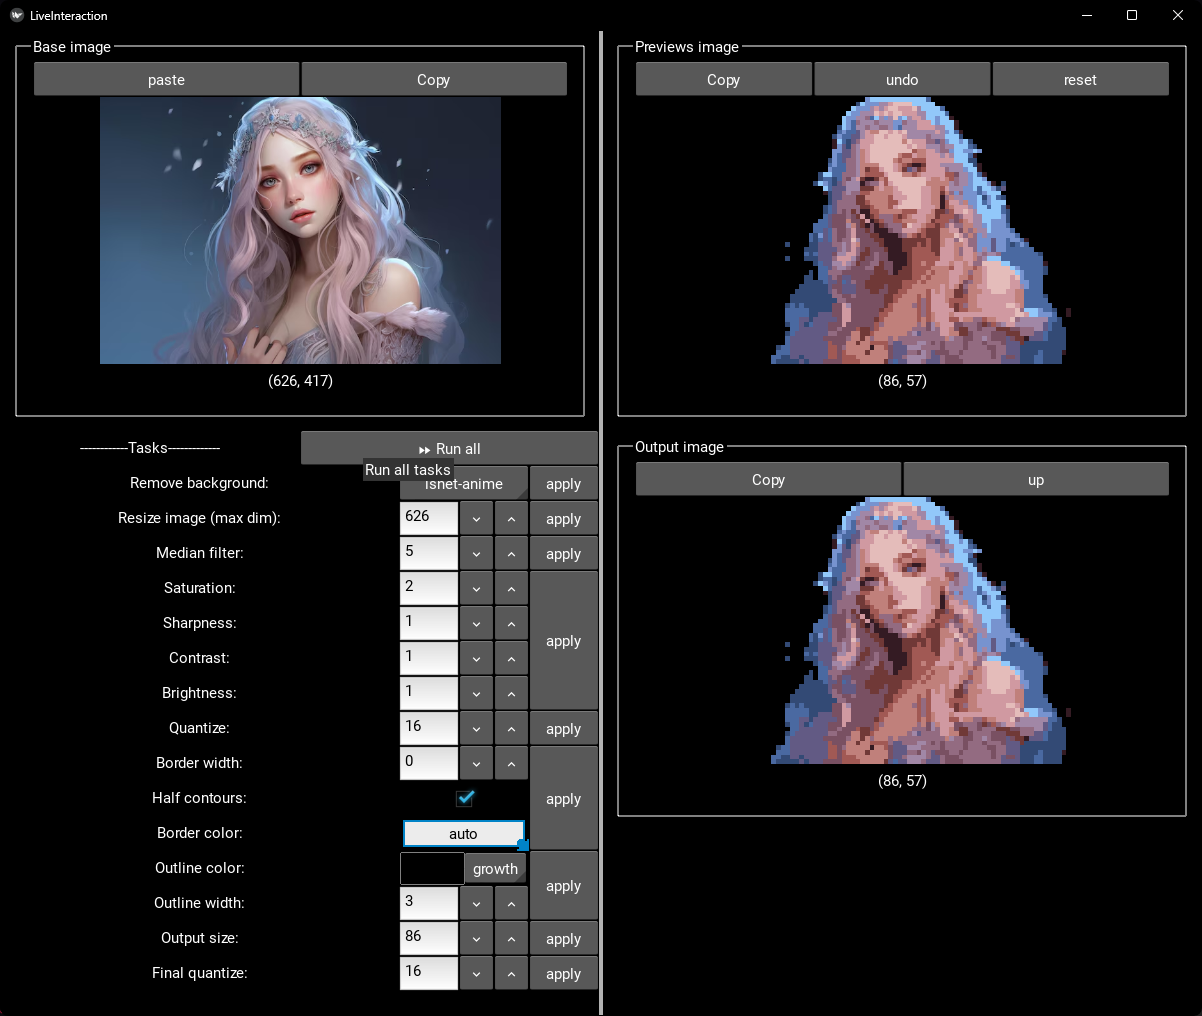 LiveInteraction
Base image
paste
Copy
(626, 417)
------------Tasks-------------
Run all
Run all tasks
Remove background:
isnet-anime
apply
Resize image (max dim):
626
apply
Median filter:
5
apply
Saturation:
2
Sharpness:
1
apply
Contrast:
1
Brightness:
1
Quantize:
16
apply
Border width:
0
Half contours:
apply
Border color:
auto
Outline color:
growth
apply
Outline width:
3
Output size:
86
apply
Final quantize:
16
apply
Previews image
Copy
undo
reset
(86, 57)
Output image
Copy
up
(86, 57)